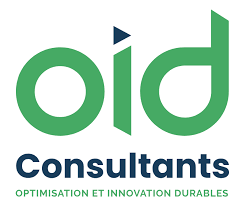 oid
Consultants
OPTIMISATION ET INNOVATION DURABLES